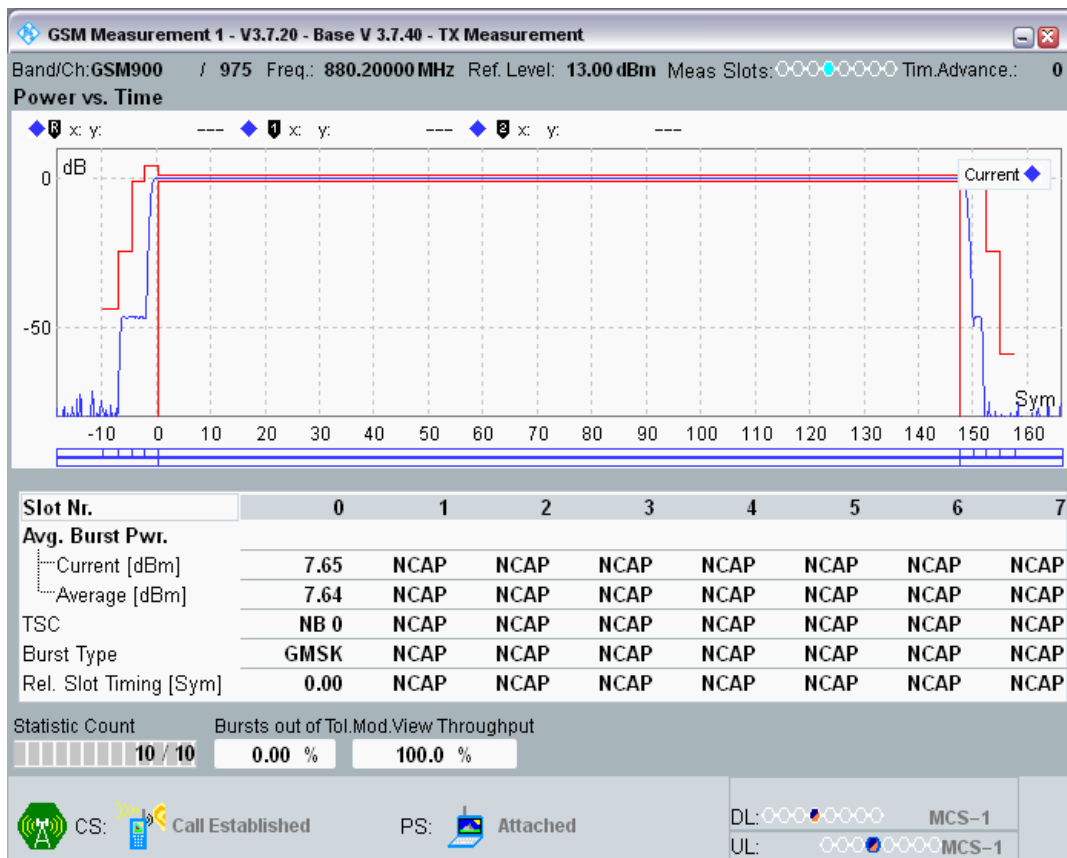 GSM Measurement 1 - V3.7.20 - Base V 3.7.40 - TX Measurement
Band/Ch:GSM900 / 975 Freq.: 880.20000 MHz Ref. Level: 13.00 dBm Meas Slots: Tim.Advance.: 0
Power vs. Time
R x: y: --- 1 x: y: --- 2 x: y: ---
dB
0
Current
-50
Sym
-10 0 10 20 30 40 50 60 70 80 90 100 110 120 130 140 150 160
Slot Nr. 0 1 2 3 4 5 6 7
Avg. Burst Pwr.
Current [dBm] 7.65 NCAP NCAP NCAP NCAP NCAP NCAP NCAP
Average [dBm] 7.64 NCAP NCAP NCAP NCAP NCAP NCAP NCAP
TSC NB 0 NCAP NCAP NCAP NCAP NCAP NCAP NCAP
Burst Type GMSK NCAP NCAP NCAP NCAP NCAP NCAP NCAP
Rel. Slot Timing [Sym] 0.00 NCAP NCAP NCAP NCAP NCAP NCAP NCAP
Statistic Count Bursts out of Tol.Mod.View Throughput
10 / 10 0.00 % 100.0 %
CS: Call Established PS: Attached
DL: MCS-1
UL: MCS-1